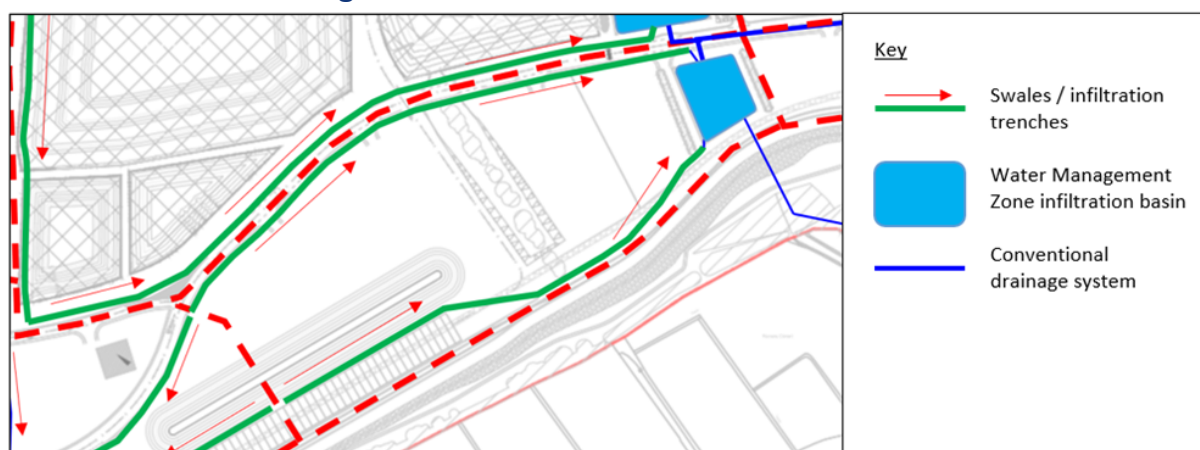 Key
Swales / infiltration
trenches
Water Management
Zone infiltration basin
Conventional
drainage system